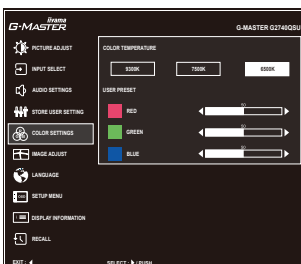 iiyama
G-MASTER
G-MASTER G2740QSU
PICTURE ADJUST
INPUT SELECT
AUDIO SETTINGS
STORE USER SETTING
COLOR SETTINGS
IMAGE ADJUST
LANGUAGE
OSD SETUP MENU
DISPLAY INFORMATION
RECALL
COLOR TEMPERATURE
9300K 7500K 6500K
USER PRESET
50
RED
50
GREEN
50
BLUE
EXIT : SELECT : / PUSH